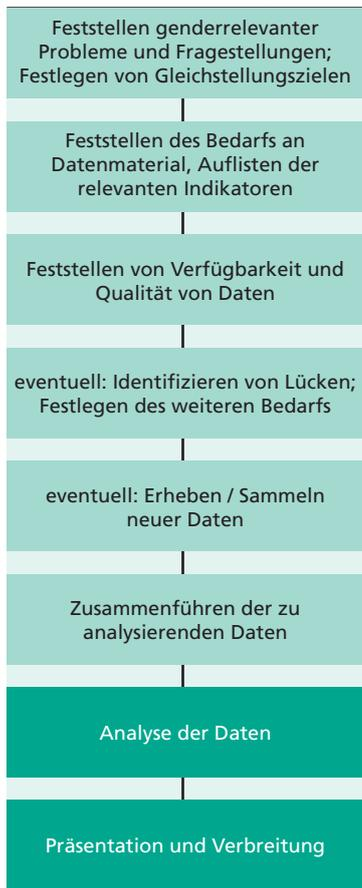 Feststellen genderrelevanter
Probleme und Fragestellungen;
Festlegen von Gleichstellungszielen
Feststellen des Bedarfs an
Datenmaterial, Auflisten der
relevanten Indikatoren
Feststellen von Verfügbarkeit und
Qualität von Daten
eventuell: Identifizieren von Lücken;
Festlegen des weiteren Bedarfs
eventuell: Erheben / Sammeln
neuer Daten
Zusammenführen der zu
analysierenden Daten
Analyse der Daten
Präsentation und Verbreitung